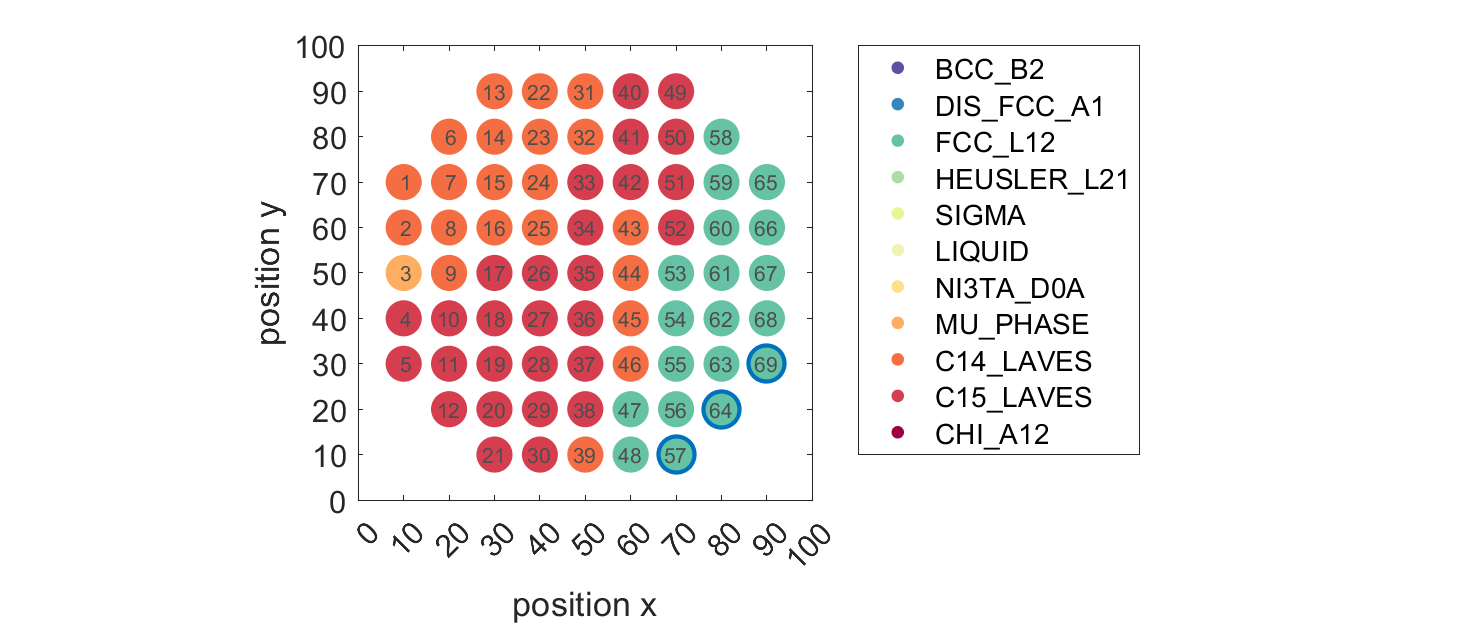 100
90
80
70
60
50
40
30
20
10
0
position y
13 22 31 40 49
6 14 23 32 41 50 58
1 7 15 24 33 42 51 59 65
2 8 16 25 34 43 52 60 66
3 9 17 26 35 44 53 61 67
4 10 18 27 36 45 54 62 68
5 11 19 28 37 46 55 63 69
12 20 29 38 47 56 64
21 30 39 48 57
0 10 20 30 40 50 60 70 80 90 100
position x
BCC_B2
DIS_FCC_A1
FCC_L12
HEUSLER_L21
SIGMA
LIQUID
NI3TA_D0A
MU_PHASE
C14_LAVES
C15_LAVES
CHI_A12